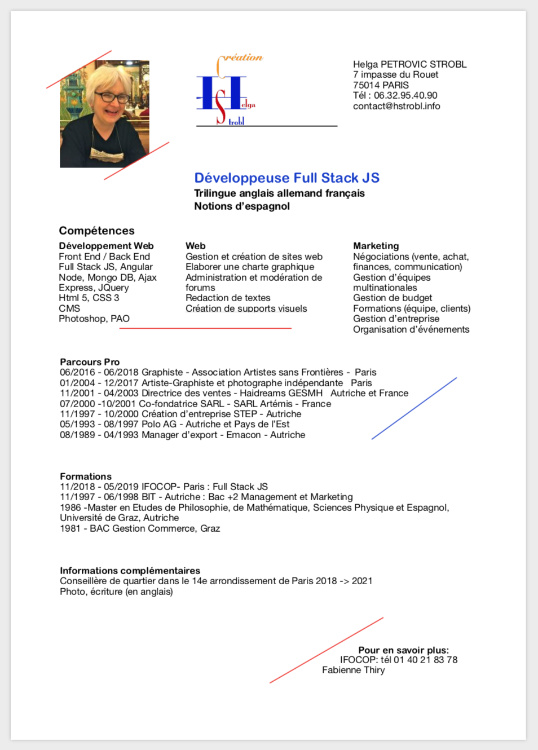 création
H H
elga
S
trobl
Helga PETROVIC STROBL
7 impasse du Rouet
75014 PARIS
Tél : 06.32.95.40.90
contact@hstrobl.info
Développeuse Full Stack JS
Trilingue anglais allemand français
Notions d'espagnol
Compétences
Développement Web
Front End / Back End
Full Stack JS, Angular
Node, Mongo DB, Ajax
Express, JQuery
Html 5, CSS 3
CMS
Photoshop, PAO
Web
Gestion et création de sites web
Elaborer une charte graphique
Administration et modération de
forums
Redaction de textes
Création de supports visuels
Marketing
Négociations (vente, achat,
finances, communication)
Gestion d'équipes
multinationales
Gestion de budget
Formations (équipe, clients)
Gestion d'entreprise
Organisation d'événements
Parcours Pro
06/2016 - 06/2018 Graphiste - Association Artistes sans Frontières - Paris
01/2004 - 12/2017 Artiste-Graphiste et photographe indépendante Paris
11/2001 - 04/2003 Directrice des ventes - Haidreams GESMH Autriche et France
07/2000 -10/2001 Co-fondatrice SARL - SARL Artémis - France
11/1997 - 10/2000 Création d'entreprise STEP - Autriche
05/1993 - 08/1997 Polo AG - Autriche et Pays de l'Est
08/1989 - 04/1993 Manager d'export - Emacon - Autriche
Formations
11/2018 - 05/2019 IFOCOP- Paris : Full Stack JS
11/1997 - 06/1998 BIT - Autriche : Bac +2 Management et Marketing
1986 -Master en Etudes de Philosophie, de Mathématique, Sciences Physique et Espagnol,
Université de Graz, Autriche
1981 - BAC Gestion Commerce, Graz
Informations complémentaires
Conseillère de quartier dans le 14e arrondissement de Paris 2018 -> 2021
Photo, écriture (en anglais)
Pour en savoir plus:
IFOCOP: tél 01 40 21 83 78
Fabienne Thiry